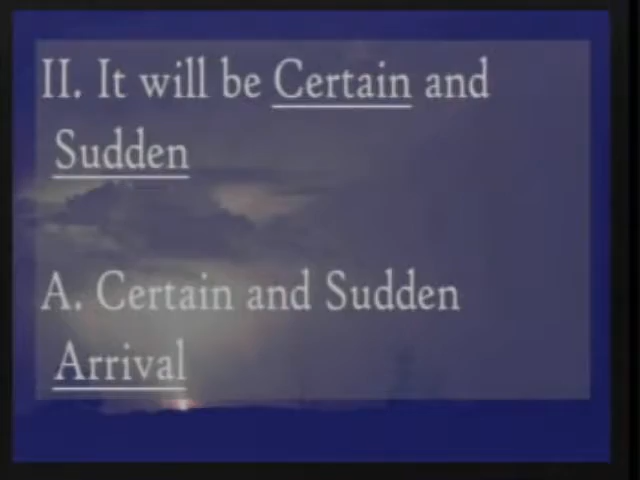 II. It will be Certain and
Sudden
A. Certain and Sudden
Arrival